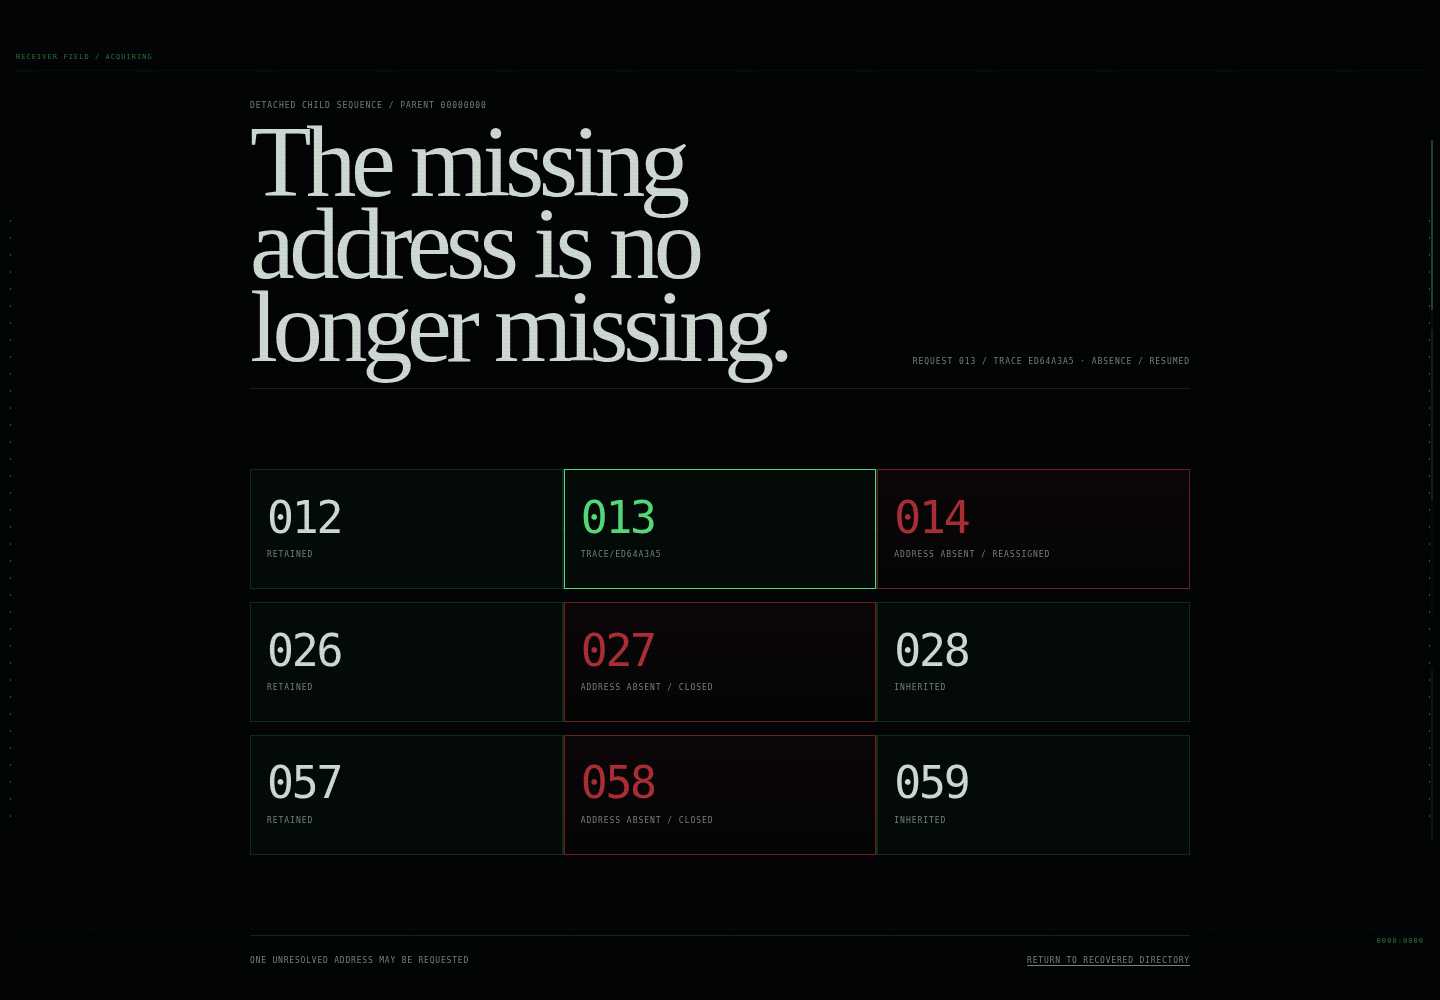 RECEIVER FIELD / ACQUIRING
DETACHED CHILD SEQUENCE / PARENT 00000000
The missing
address is no
longer missing.
REQUEST 013 / TRACE ED64A3A5 · ABSENCE / RESUMED
012
RETAINED
013
TRACE/ED64A3A5
014
ADDRESS ABSENT / REASSIGNED
026
RETAINED
027
ADDRESS ABSENT / CLOSED
028
INHERITED
057
RETAINED
058
ADDRESS ABSENT / CLOSED
059
INHERITED
0000:0000
ONE UNRESOLVED ADDRESS MAY BE REQUESTED
RETURN TO RECOVERED DIRECTORY